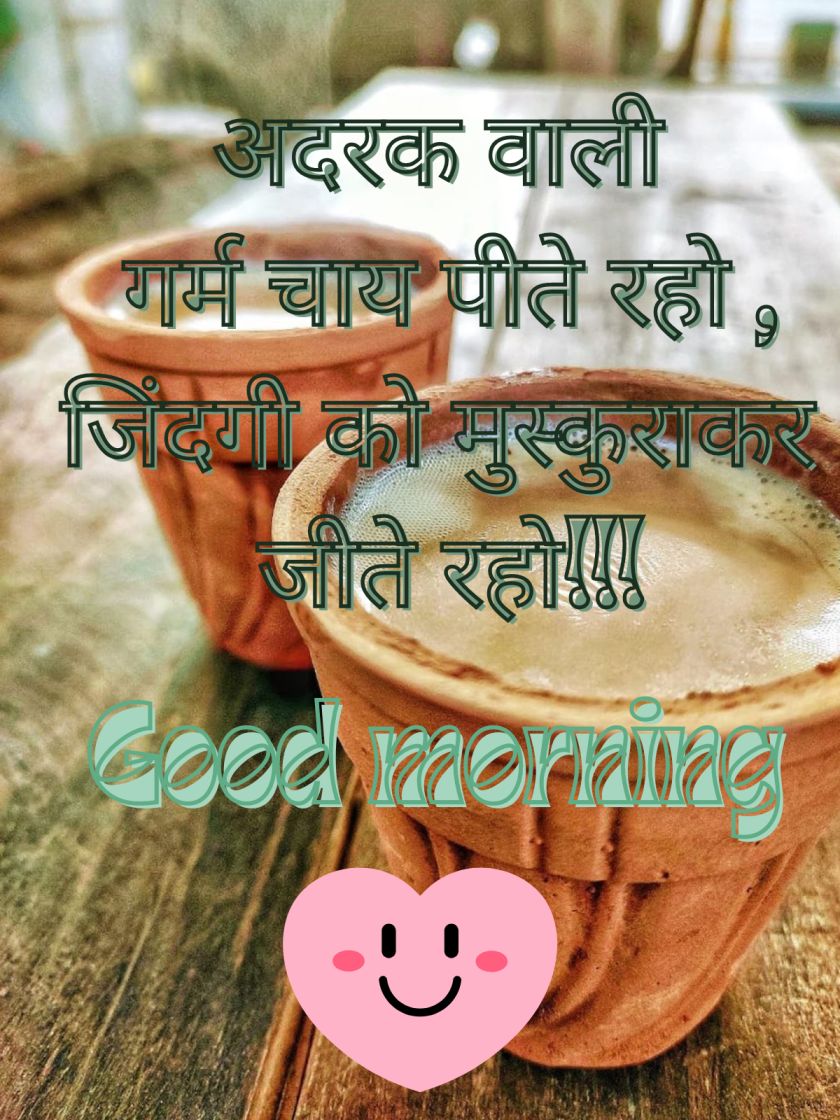 अदरक वाली
गर्म चाय पीते रहो ,
जिंदगी को मुस्कुराकर
जीते रहो!!!
Good morning